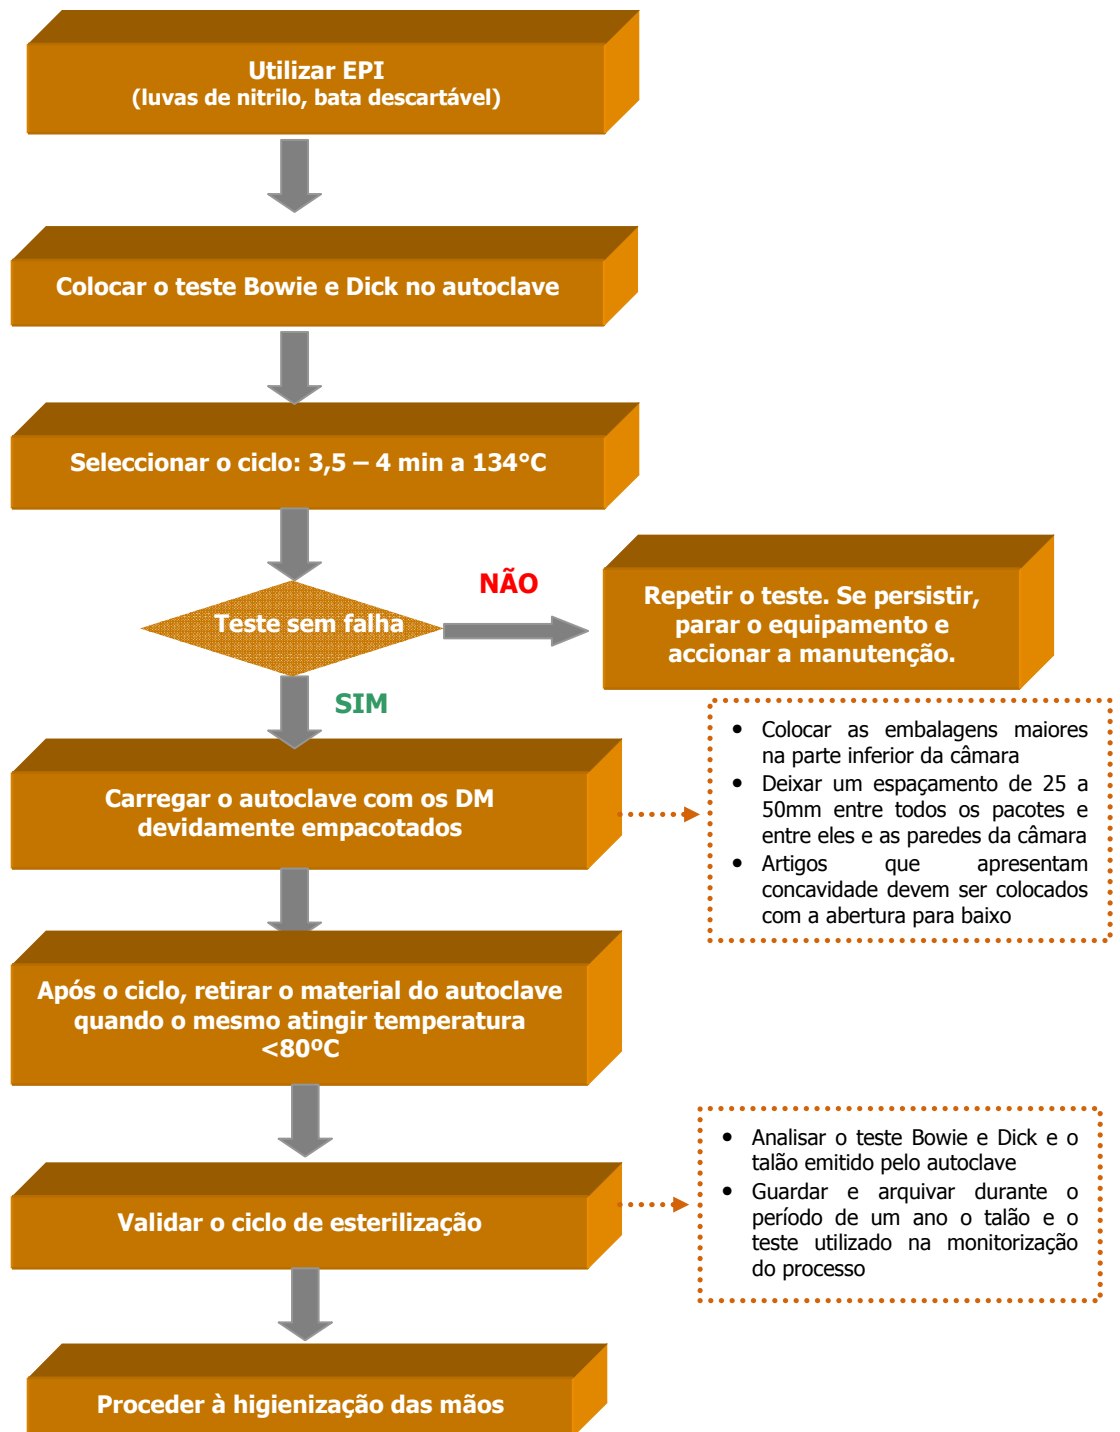 Utilizar EPI
(luvas de nitrilo, bata descartável)
Colocar o teste Bowie e Dick no autoclave
Seleccionar o ciclo: 3,5 – 4 min a 134°C
Teste sem falha
NÃO
Repetir o teste. Se persistir,
parar o equipamento e
accionar a manutenção.
SIM
Carregar o autoclave com os DM
devidamente empacotados
• Colocar as embalagens maiores
na parte inferior da câmara
• Deixar um espaçamento de 25 a
50mm entre todos os pacotes e
entre eles e as paredes da câmara
• Artigos que apresentam
concavidade devem ser colocados
com a abertura para baixo
Após o ciclo, retirar o material do autoclave
quando o mesmo atingir temperatura
<80ºC
Validar o ciclo de esterilização
• Analisar o teste Bowie e Dick e o
talão emitido pelo autoclave
• Guardar e arquivar durante o
período de um ano o talão e o
teste utilizado na monitorização
do processo
Proceder à higienização das mãos